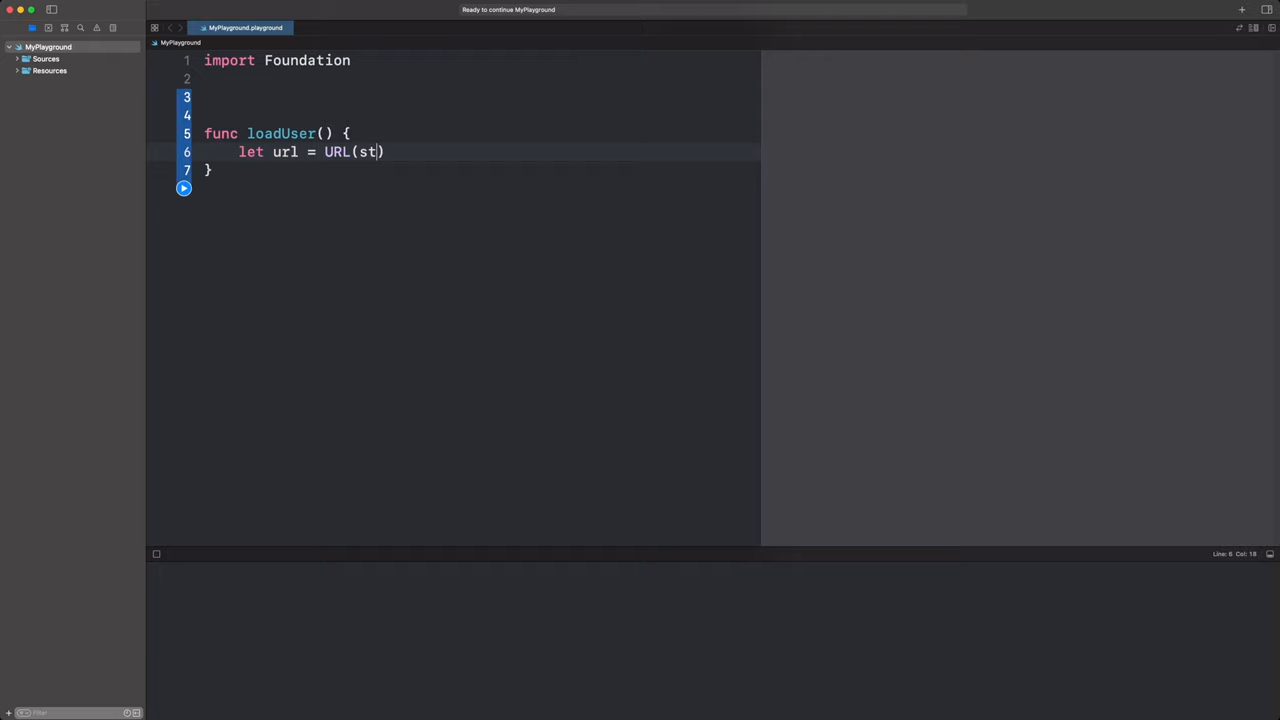 Ready to continue MyPlayground
MyPlayground.playground
MyPlayground
MyPlayground
Sources
Resources
1 import Foundation
2
3
4
5 func loadUser() {
6     let url = URL(st)
7 }
Line: 6 Col: 18
Filter